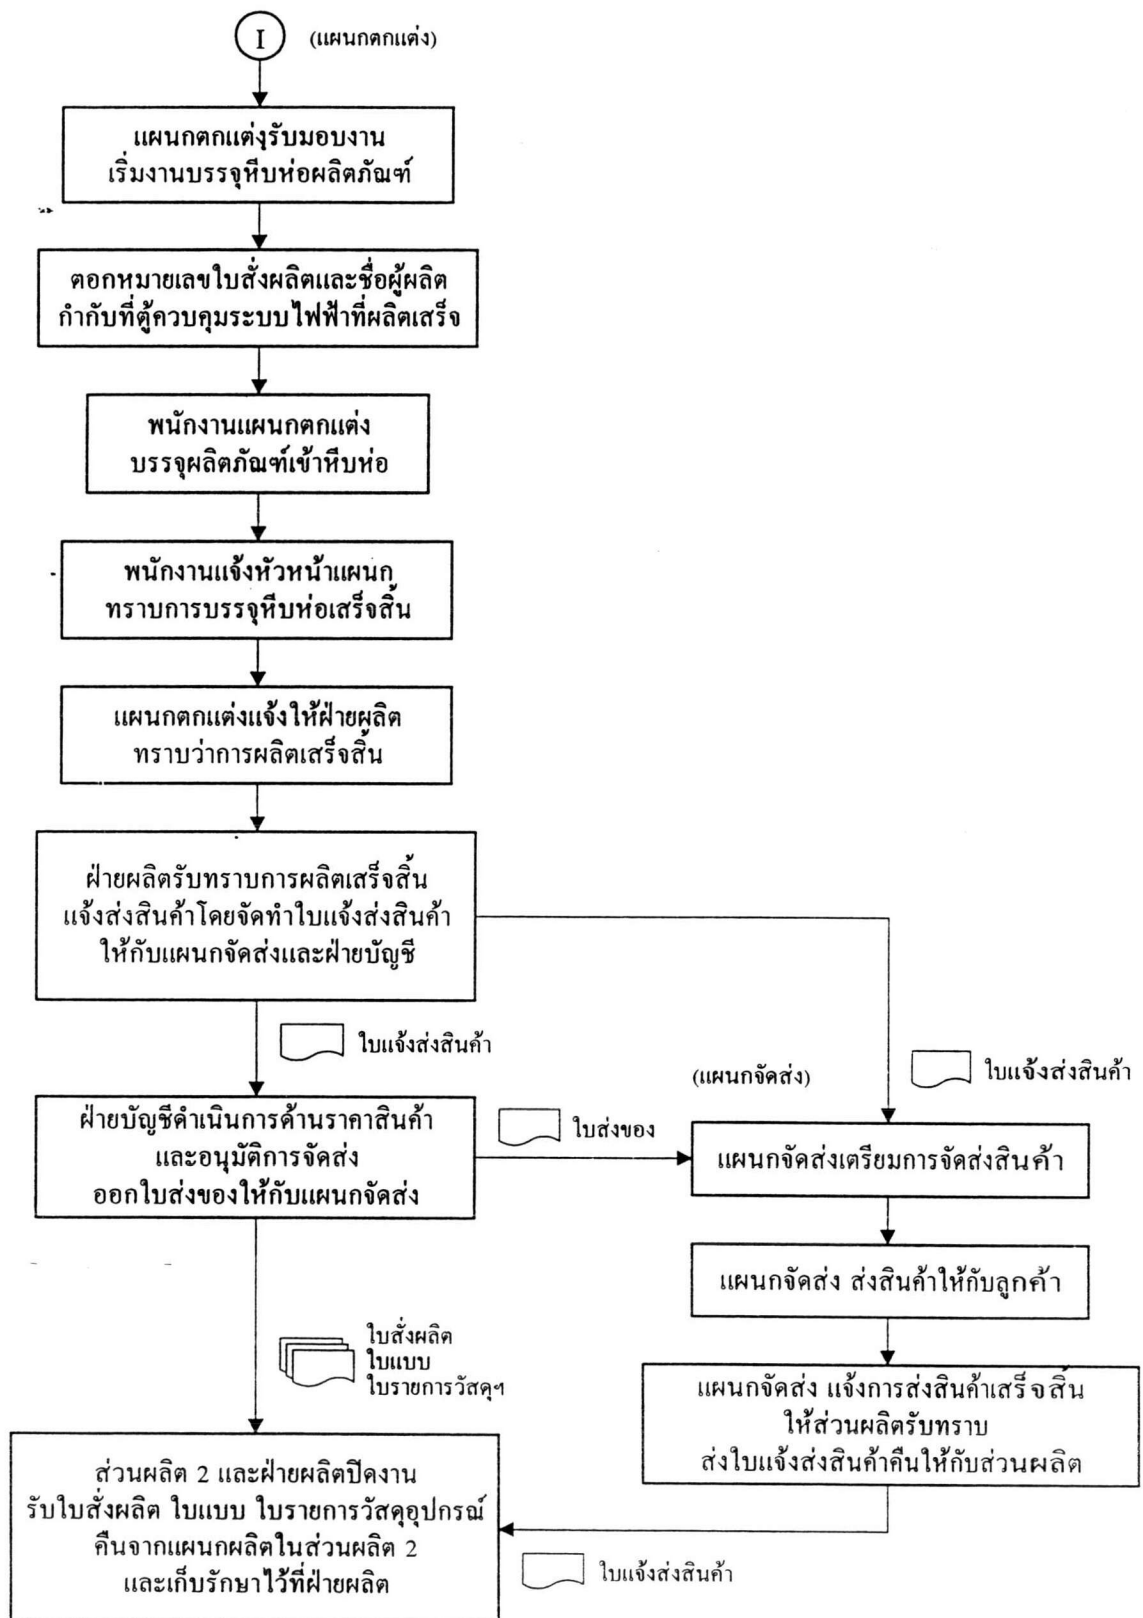 I
(แผนกตกแต่ง)
แผนกตกแต่งรับมอบงาน
เริ่มงานบรรจุหีบห่อผลิตภัณฑ์
ตอกหมายเลขใบสั่งผลิตและชื่อผู้ผลิต
กำกับที่ตู้ควบคุมระบบไฟฟ้าที่ผลิตเสร็จ
พนักงานแผนกตกแต่ง
บรรจุผลิตภัณฑ์เข้าหีบห่อ
พนักงานแจ้งหัวหน้าแผนก
ทราบการบรรจุหีบห่อเสร็จสิ้น
แผนกตกแต่งแจ้งให้ฝ่ายผลิต
ทราบว่าการผลิตเสร็จสิ้น
ฝ่ายผลิตรับทราบการผลิตเสร็จสิ้น
แจ้งส่งสินค้าโดยจัดทำใบแจ้งส่งสินค้า
ให้กับแผนกจัดส่งและฝ่ายบัญชี
ใบแจ้งส่งสินค้า
ใบแจ้งส่งสินค้า
(แผนกจัดส่ง)
ฝ่ายบัญชีดำเนินการด้านราคาสินค้า
และอนุมัติการจัดส่ง
ออกใบส่งของให้กับแผนกจัดส่ง
ใบส่งของ
แผนกจัดส่งเตรียมการจัดส่งสินค้า
แผนกจัดส่ง ส่งสินค้าให้กับลูกค้า
ใบสั่งผลิต
ใบแบบ
ใบรายการวัสดุฯ
แผนกจัดส่ง แจ้งการส่งสินค้าเสร็จสิ้น
ให้ส่วนผลิตรับทราบ
ส่งใบแจ้งส่งสินค้าคืนให้กับส่วนผลิต
ส่วนผลิต 2 และฝ่ายผลิตปิดงาน
รับใบสั่งผลิต ใบแบบ ใบรายการวัสดุอุปกรณ์
คืนจากแผนกผลิตในส่วนผลิต 2
และเก็บรักษาไว้ที่ฝ่ายผลิต
ใบแจ้งส่งสินค้า